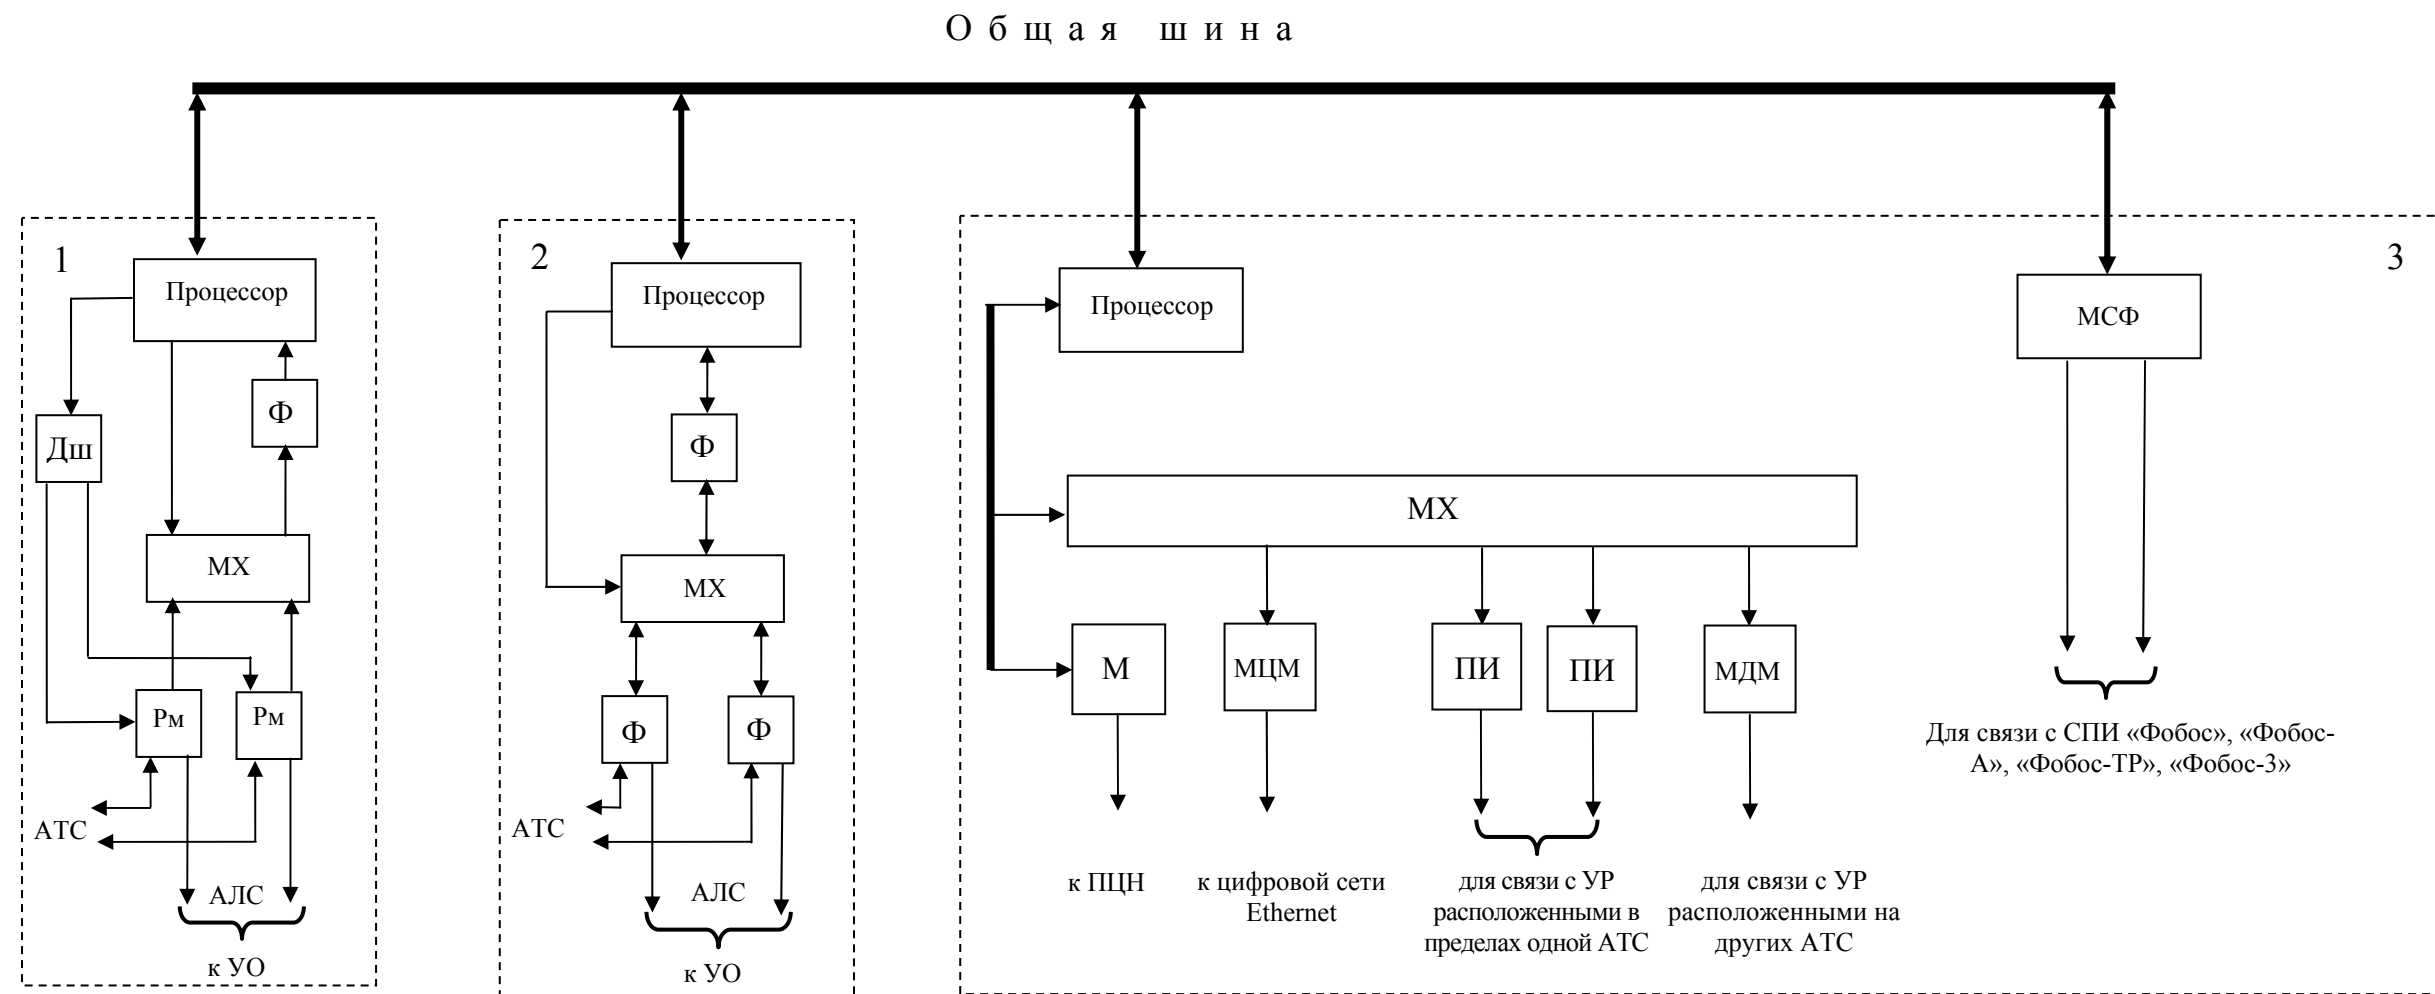 Общая шина
1
Процессор
Ф
Дш
МХ
Рм
Рм
АТС
АЛС
к УО
2
Процессор
Ф
МХ
Ф
Ф
АТС
АЛС
к УО
3
Процессор
МСФ
МХ
М
МЦМ
ПИ
ПИ
МДМ
к ПЦН
к цифровой сети
Ethernet
для связи с УР
расположенными в
пределах одной АТС
для связи с УР
расположенными на
других АТС
Для связи с СПИ «Фобос», «Фобос-
А», «Фобос-ТР», «Фобос-3»